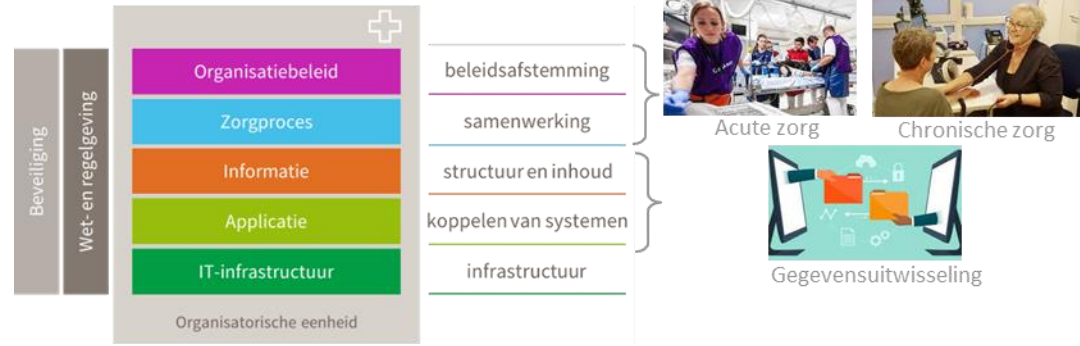 Beveiliging
Wet- en regelgeving
Organisatiebeleid
Zorgproces
Informatie
Applicatie
IT-infrastructuur
Organisatorische eenheid
beleidsafstemming
samenwerking
structuur en inhoud
koppelen van systemen
infrastructuur
Acute zorg
Chronische zorg
Gegevensuitwisseling